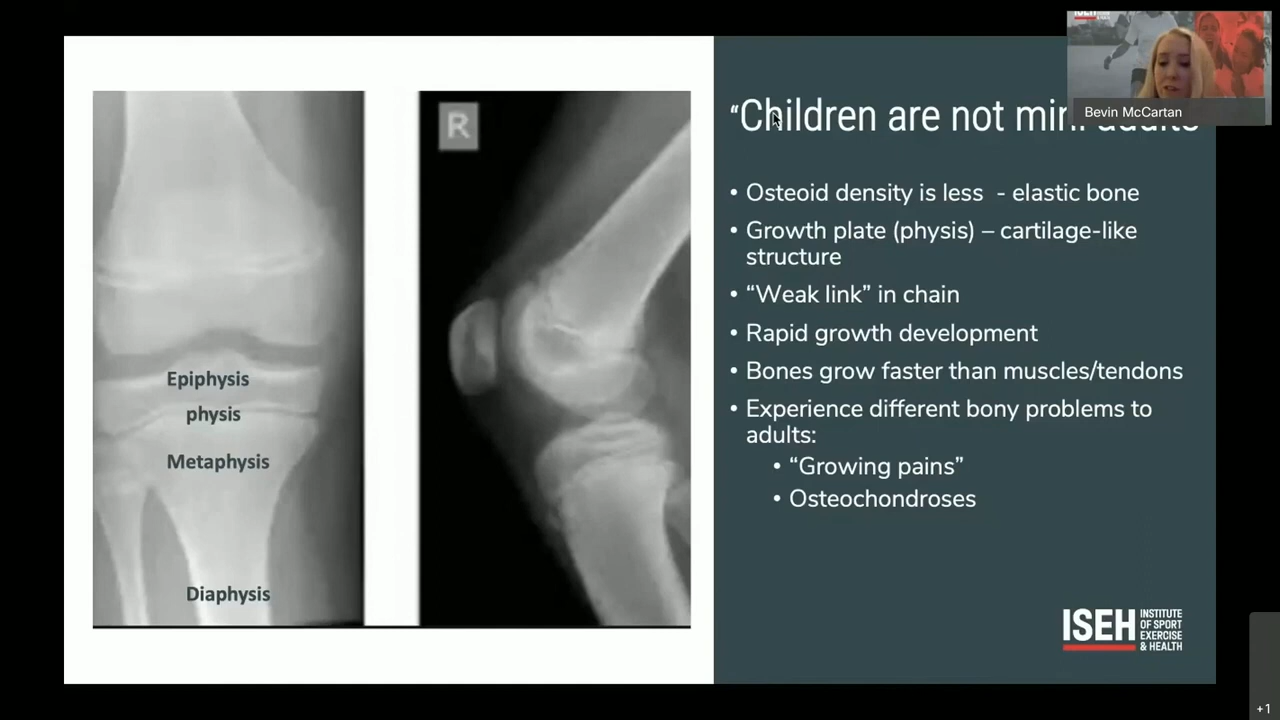 ISEH
Bevin McCartan
R
Epiphysis
physis
Metaphysis
Diaphysis
“Children are not mini adults
• Osteoid density is less - elastic bone
• Growth plate (physis) – cartilage-like
structure
• “Weak link” in chain
• Rapid growth development
• Bones grow faster than muscles/tendons
• Experience different bony problems to
adults:
• “Growing pains”
• Osteochondroses
ISEH
INSTITUTE
OF SPORT
EXERCISE
& HEALTH
+1